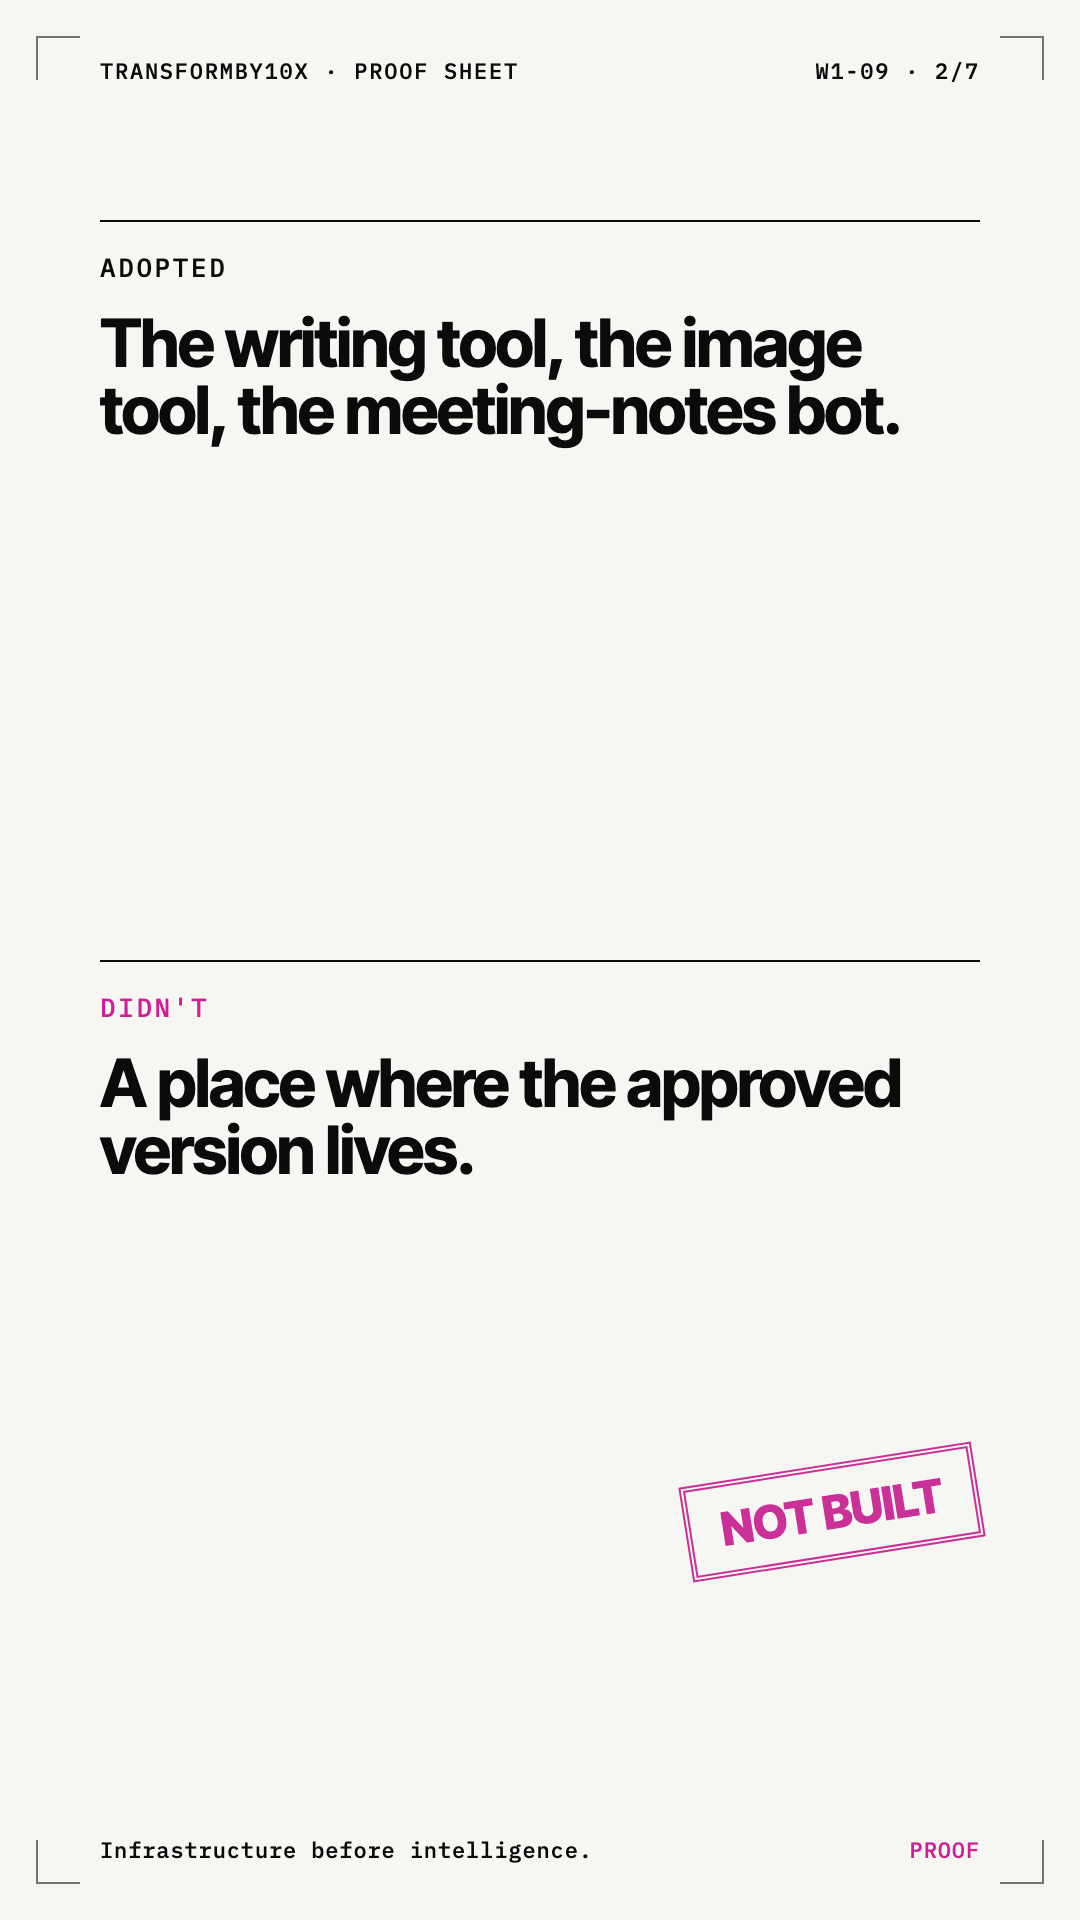 TRANSFORMBY10X · PROOF SHEET
W1-09 · 2/7
ADOPTED
The writing tool, the image
tool, the meeting-notes bot.
DIDN'T
A place where the approved
version lives.
NOT BUILT
Infrastructure before intelligence.
PROOF